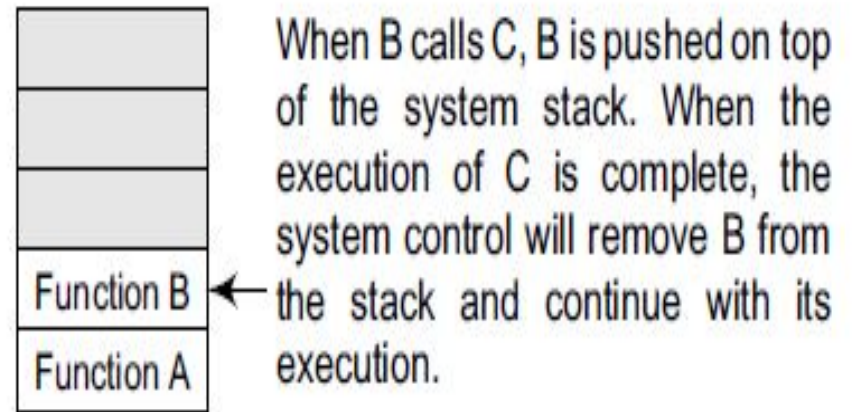 When B calls C, B is pushed on top
of the system stack. When the
execution of C is complete, the
system control will remove B from
Function B
the stack and continue with its
Function A
execution.